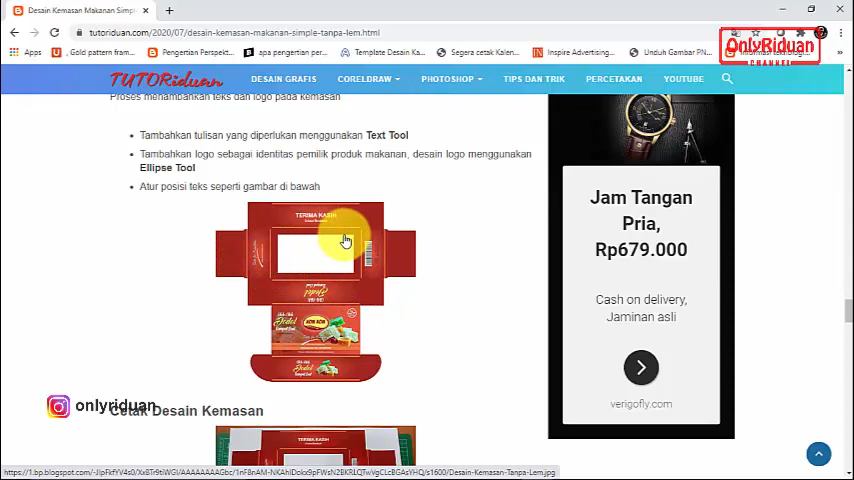 Desain Kemasan Makanan Simple
tutoriduan.com/2020/07/desain-kemasan-makanan-simple-tanpa-lem.html
Apps
, Gold pattern fram...
Pengertian Perspekt...
apa pengertian per...
Template Desain Ka...
Segera cetak Kalen...
Inspire Advertising...
Unduh Gambar PN...
OnlyRiduan
CHANNEL
TUTORiduan
DESAIN GRAFIS
CORELDRAW
PHOTOSHOP
TIPS DAN TRIK
PERCETAKAN
YOUTUBE
Proses menambahkan teks dan logo pada kemasan
Tambahkan tulisan yang diperlukan menggunakan Text Tool
Tambahkan logo sebagai identitas pemilik produk makanan, desain logo menggunakan
Ellipse Tool
Atur posisi teks seperti gambar di bawah
TERIMA KASIH
Jodol
Jam Tangan
Pria,
Rp679.000
Cash on delivery,
Jaminan asli
verigofly.com
onlyriduan
Cetak Desain Kemasan
TERIMA KASIH